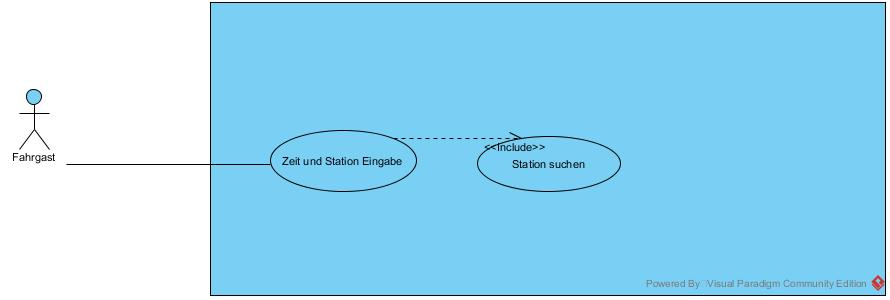 Fahrgast
Zeit und Station Eingabe
<<Include>>
Station suchen
Powered By Visual Paradigm Community Edition